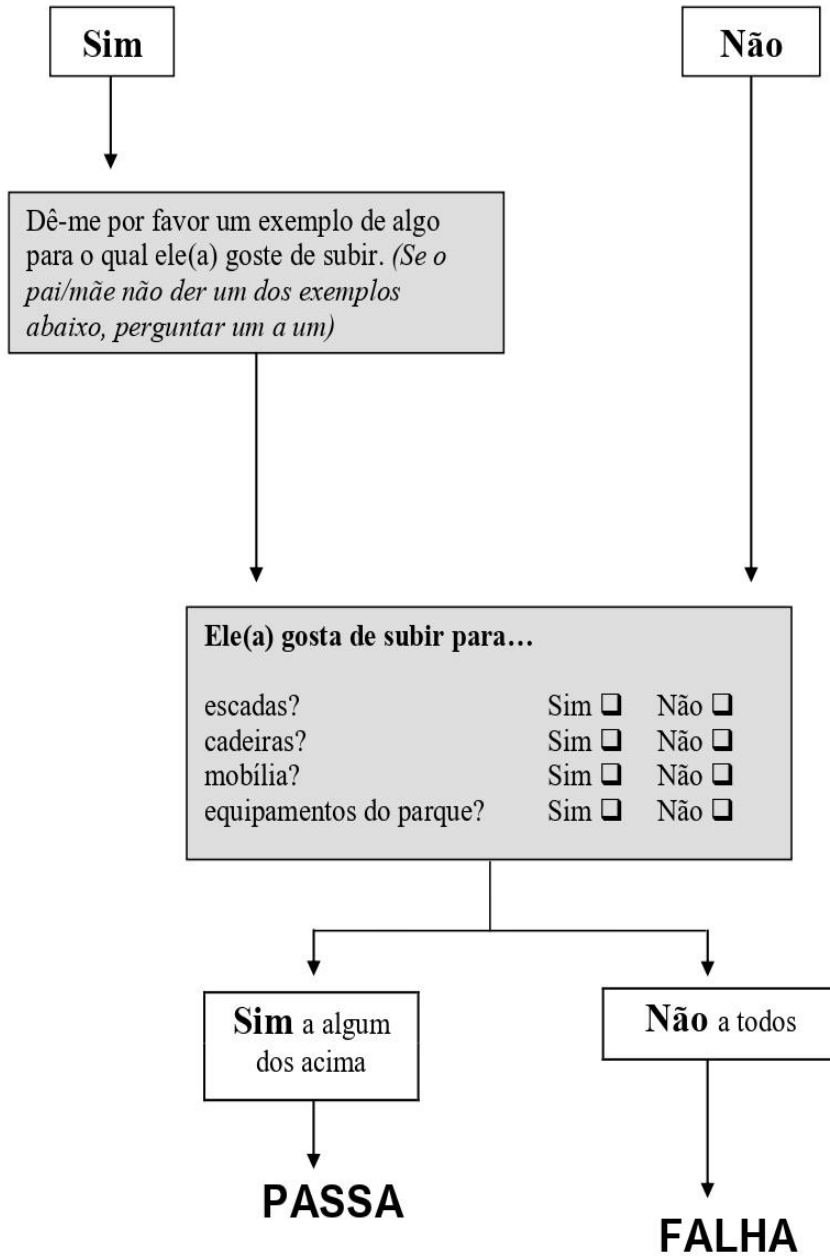 Sim
Não
Dê-me por favor um exemplo de algo
para o qual ele(a) goste de subir. (Se o
pai/mãe não der um dos exemplos
abaixo, perguntar um a um)
Ele(a) gosta de subir para…
escadas? Sim ❑ Não ❑
cadeiras? Sim ❑ Não ❑
mobília? Sim ❑ Não ❑
equipamentos do parque? Sim ❑ Não ❑
Sim a algum
dos acima
Não a todos
PASSA
FALHA